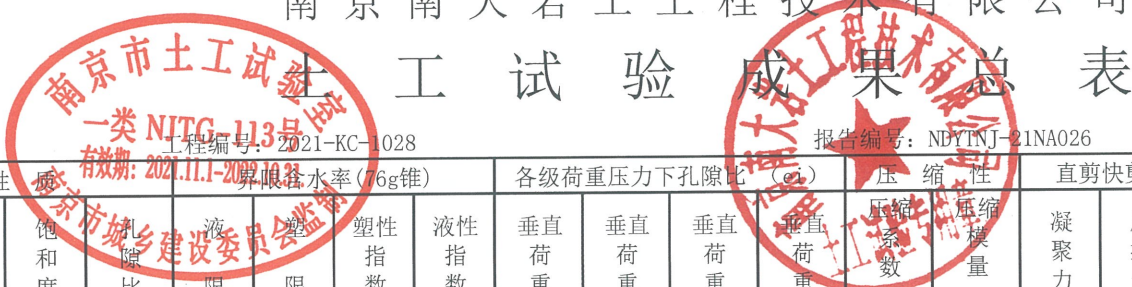 南京南大岩土工程技术有限公司
土工试验成果总表
工程编号：2021-KC-1028
报告编号：NDYTNJ-21NA026
南京市土工试验室
一类 NJTG-113号
有效期：2021.11.1-2022.10.31
南京市城乡建设委员会监制
南京南大岩土工程技术有限公司
土工试验专用章
性 质 界限含水率(76g锥) 各级荷重压力下孔隙比 (ei) 压 缩 性 直剪快剪
饱和度 孔隙比 液限 塑限 塑性指数 液性指数 垂直荷重 垂直荷重 垂直荷重 垂直荷重 压缩系数 压缩模量 凝聚力